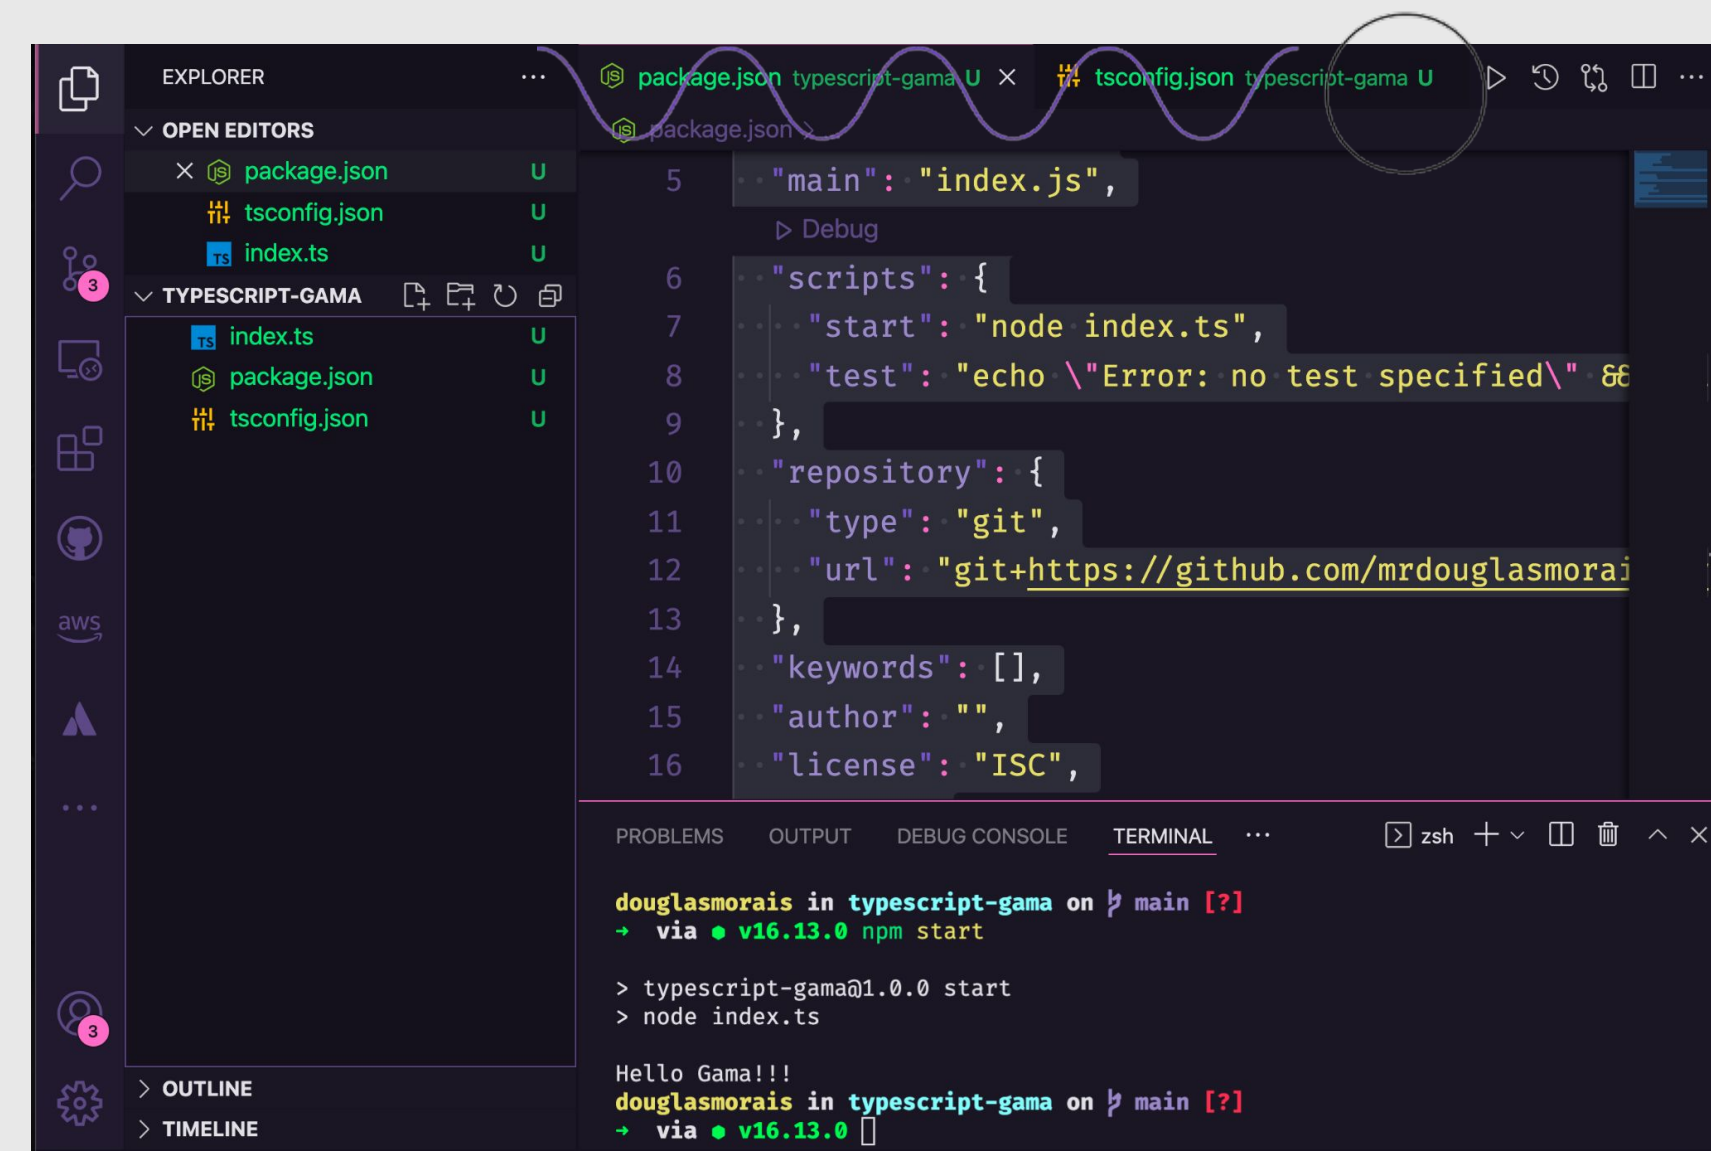 EXPLORER
package.json typescript-gama U
tsconfig.json typescript-gama U
OPEN EDITORS
package.json
package.json U
tsconfig.json U
index.ts U
3
TYPESCRIPT-GAMA
index.ts U
package.json U
tsconfig.json U
aws
3
OUTLINE
TIMELINE
5 "main": "index.js",
Debug
6 "scripts": {
7 "start": "node index.ts",
8 "test": "echo \"Error: no test specified\" &&
9 },
10 "repository": {
11 "type": "git",
12 "url": "git+https://github.com/mrdouglasmorai
13 },
14 "keywords": [],
15 "author": "",
16 "license": "ISC",
PROBLEMS OUTPUT DEBUG CONSOLE TERMINAL ··· zsh
douglasmorais in typescript-gama on main [?]
→ via ● v16.13.0 npm start
> typescript-gama@1.0.0 start
> node index.ts
Hello Gama!!!
douglasmorais in typescript-gama on main [?]
→ via ● v16.13.0